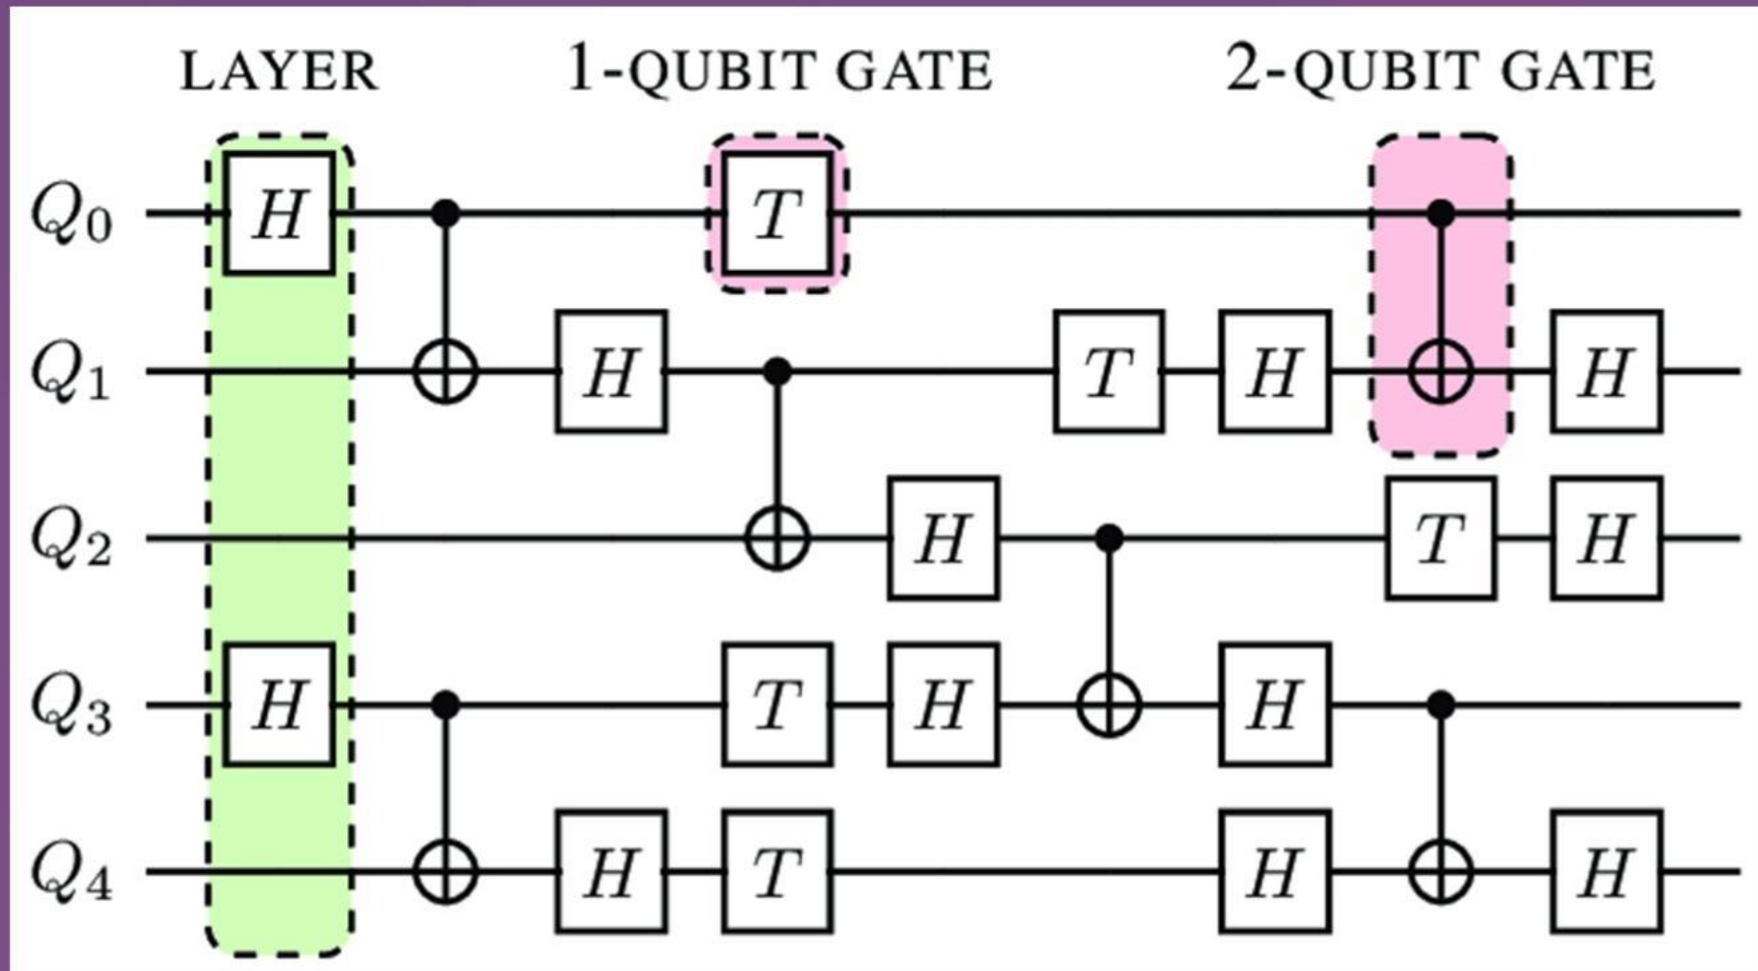 LAYER 1-QUBIT GATE 2-QUBIT GATE
Q0 H T
Q1 H T H H
Q2 H T H
Q3 H T H H
Q4 H T H H